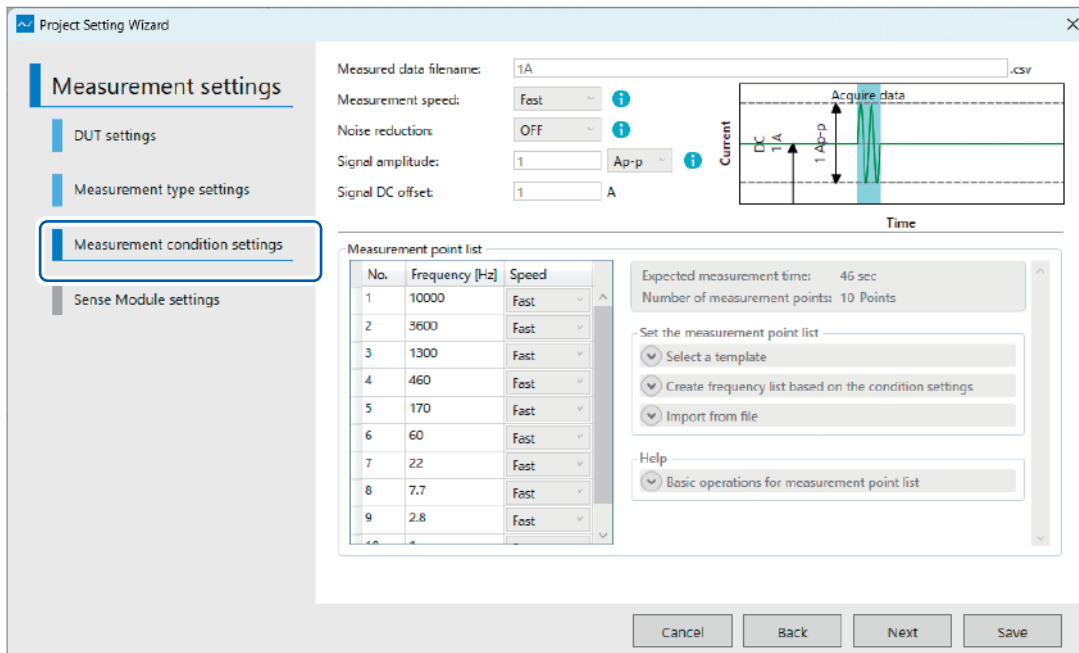 Project Setting Wizard
Measurement settings
DUT settings
Measurement type settings
Measurement condition settings
Sense Module settings
Measured data filename: 1A .csv
Measurement speed: Fast
Noise reduction: OFF
Signal amplitude: 1 Ap-p
Signal DC offset: 1 A
Acquire data
Current
DC
1 A
1 Ap-p
Time
Measurement point list
No. Frequency [Hz] Speed
1 10000 Fast
2 3600 Fast
3 1300 Fast
4 460 Fast
5 170 Fast
6 60 Fast
7 22 Fast
8 7.7 Fast
9 2.8 Fast
Expected measurement time: 46 sec
Number of measurement points: 10 Points
Set the measurement point list
Select a template
Create frequency list based on the condition settings
Import from file
Help
Basic operations for measurement point list
Cancel Back Next Save